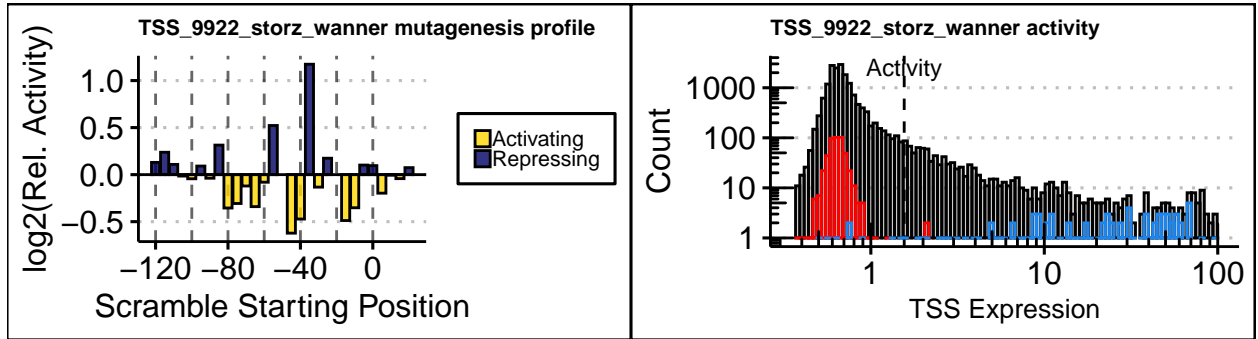 TSS_9922_storz_wanner mutagenesis profile
log2(Rel. Activity)
1.0
0.5
0.0
−0.5
−120
−80
−40
0
Scramble Starting Position
Activating
Repressing
TSS_9922_storz_wanner activity
Activity
Count
1000
100
10
1
1
10
100
TSS Expression